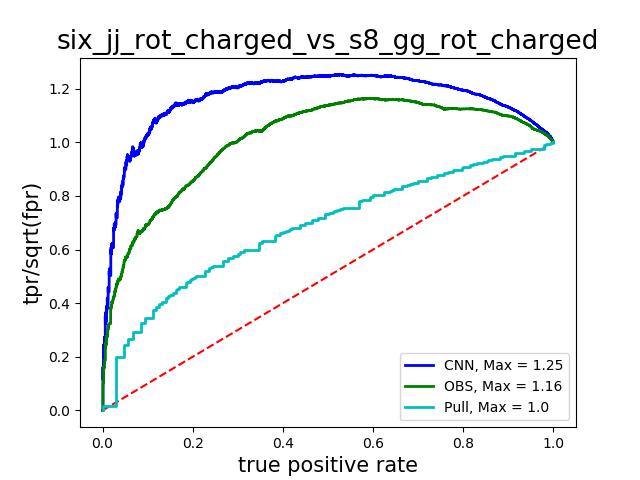 six_jj_rot_charged_vs_s8_gg_rot_charged
tpr/sqrt(fpr)
1.2
1.0
0.8
0.6
0.4
0.2
0.0
CNN, Max = 1.25
OBS, Max = 1.16
Pull, Max = 1.0
0.0 0.2 0.4 0.6 0.8 1.0
true positive rate